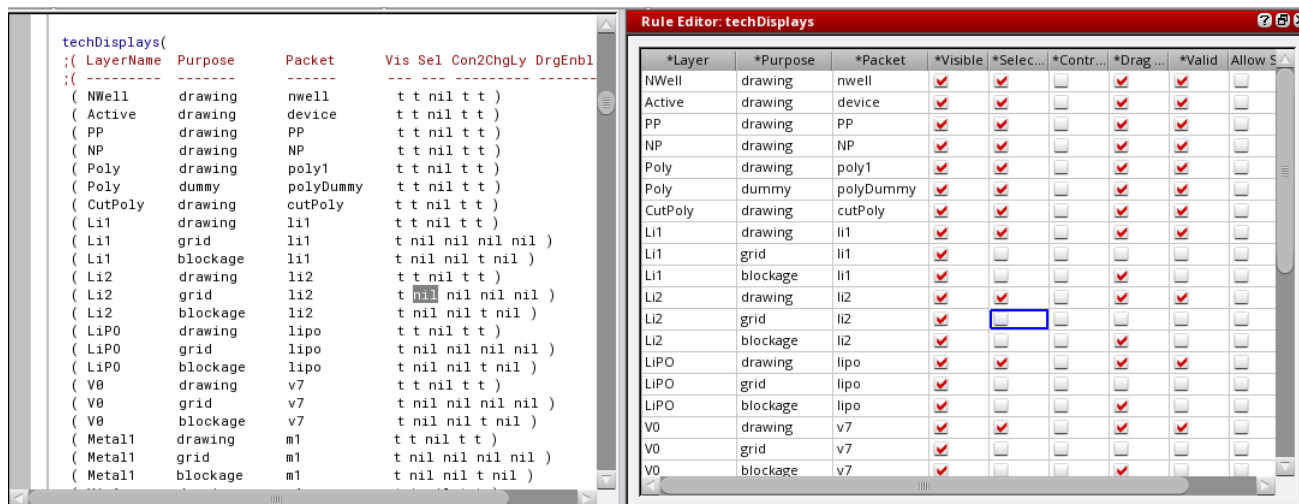 techDisplays(
;( LayerName Purpose Packet Vis Sel Con2ChgLy DrgEnbl
;( --------- ------- ------ --- --- --------- -------
( NWell drawing nwell t t nil t t )
( Active drawing device t t nil t t )
( PP drawing PP t t nil t t )
( NP drawing NP t t nil t t )
( Poly drawing poly1 t t nil t t )
( Poly dummy polyDummy t t nil t t )
( CutPoly drawing cutPoly t t nil t t )
( Li1 drawing li1 t t nil t t )
( Li1 grid li1 t nil nil nil nil )
( Li1 blockage li1 t nil nil t nil )
( Li2 drawing li2 t t nil t t )
( Li2 grid li2 t nil nil nil nil )
( Li2 blockage li2 t nil nil t nil )
( LiPO drawing lipo t t nil t t )
( LiPO grid lipo t nil nil nil nil )
( LiPO blockage lipo t nil nil t nil )
( V0 drawing v7 t t nil t t )
( V0 grid v7 t nil nil nil nil )
( V0 blockage v7 t nil nil t nil )
( Metal1 drawing m1 t t nil t t )
( Metal1 grid m1 t nil nil nil nil )
( Metal1 blockage m1 t nil nil t nil )
Rule Editor: techDisplays
*Layer *Purpose *Packet *Visible *Selec... *Contr... *Drag ... *Valid Allow S
NWell drawing nwell
Active drawing device
PP drawing PP
NP drawing NP
Poly drawing poly1
Poly dummy polyDummy
CutPoly drawing cutPoly
Li1 drawing li1
Li1 grid li1
Li1 blockage li1
Li2 drawing li2
Li2 grid li2
Li2 blockage li2
LiPO drawing lipo
LiPO grid lipo
LiPO blockage lipo
V0 drawing v7
V0 grid v7
V0 blockage v7